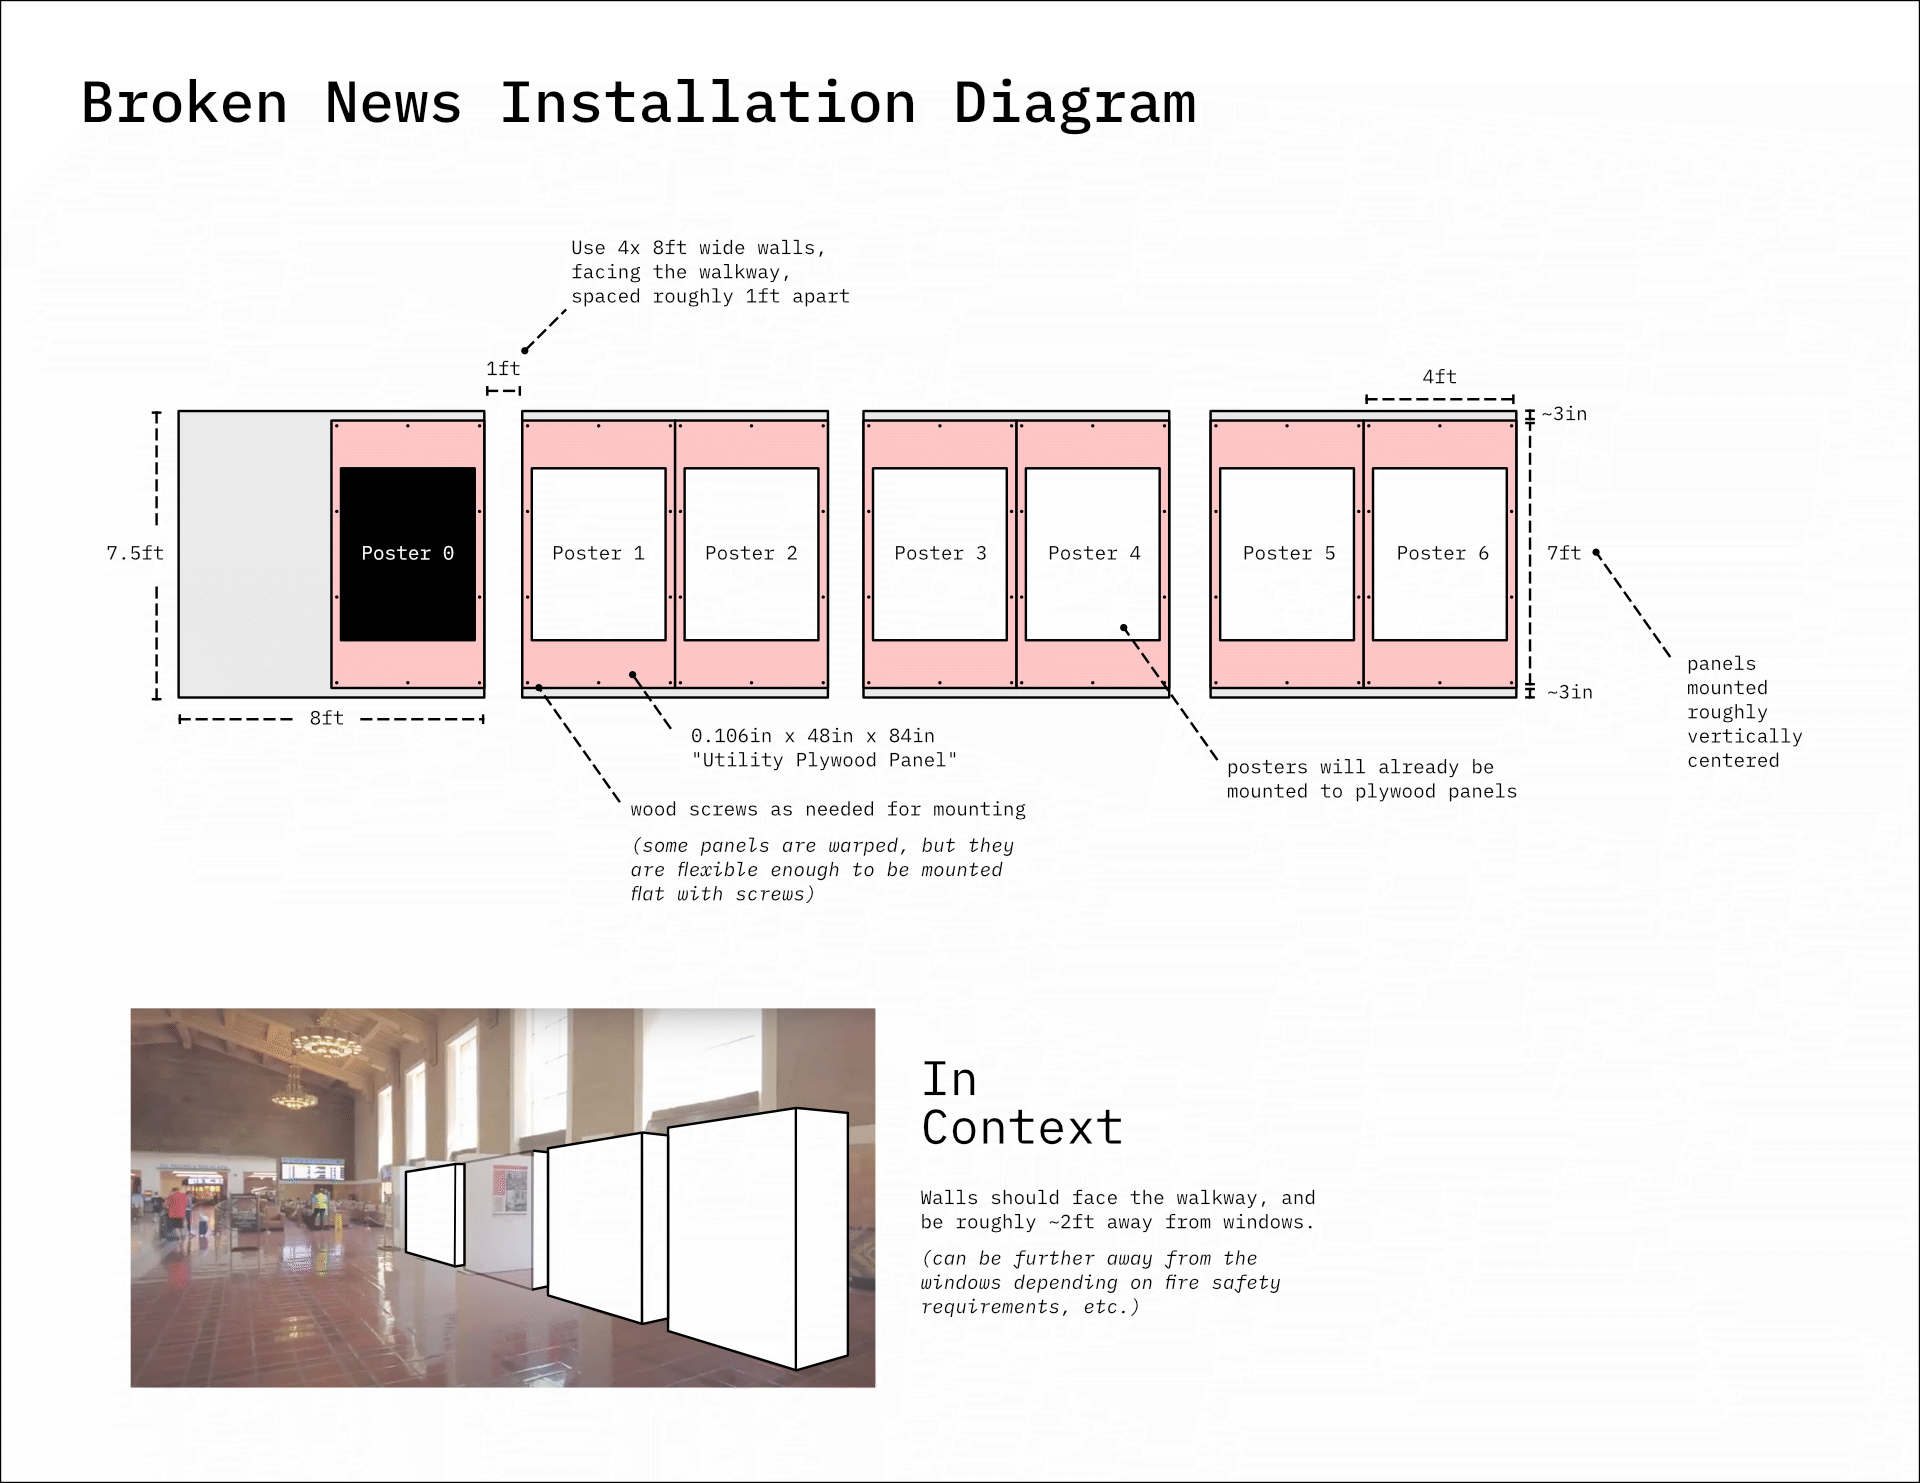 Broken News Installation Diagram
Use 4x 8ft wide walls,
facing the walkway,
spaced roughly 1ft apart
1ft
4ft
~3in
7.5ft
Poster 0
Poster 1
Poster 2
Poster 3
Poster 4
Poster 5
Poster 6
7ft
~3in
8ft
panels
mounted
roughly
vertically
centered
0.106in x 48in x 84in
"Utility Plywood Panel"
posters will already be
mounted to plywood panels
wood screws as needed for mounting
(some panels are warped, but they
are flexible enough to be mounted
flat with screws)
In
Context
Walls should face the walkway, and
be roughly ~2ft away from windows.
(can be further away from the
windows depending on fire safety
requirements, etc.)